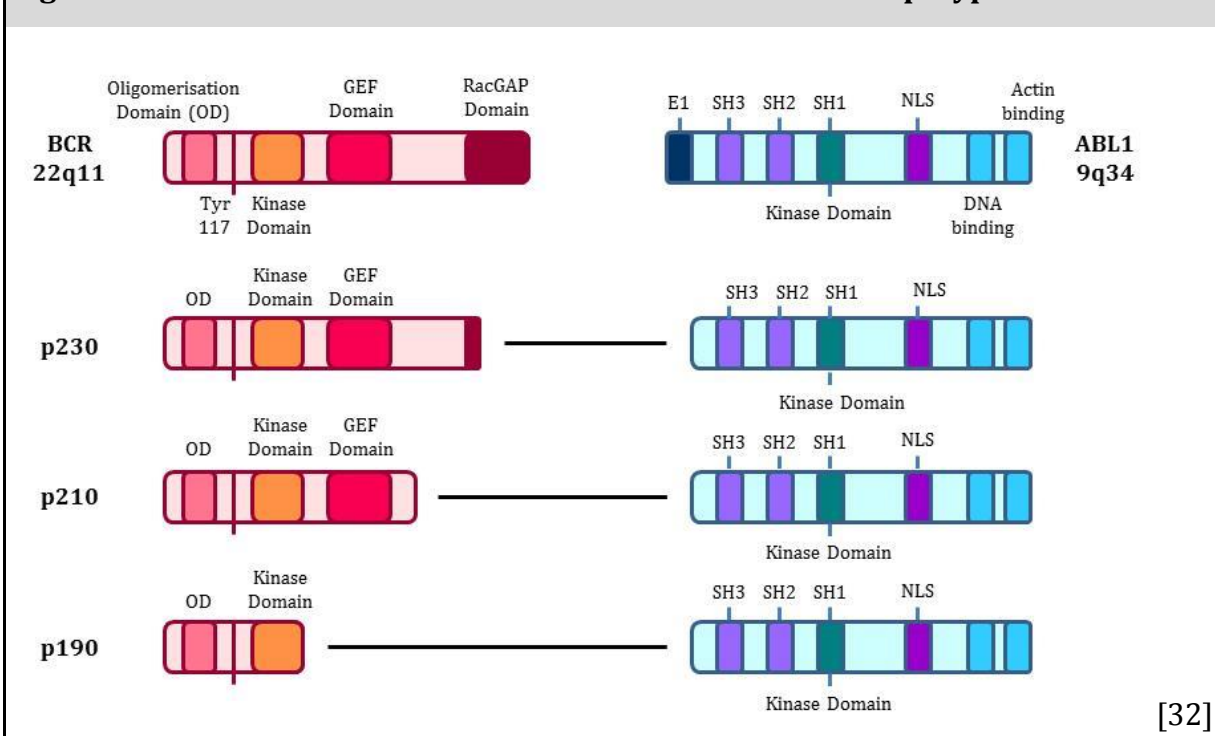 Oligomerisation
Domain (OD)
GEF
Domain
RacGAP
Domain
E1 SH3 SH2 SH1 NLS
Actin
binding
BCR
22q11
ABL1
9q34
Tyr
117
Kinase
Domain
Kinase Domain
DNA
binding
p230
OD
Kinase
Domain
GEF
Domain
SH3 SH2 SH1 NLS
Kinase Domain
p210
OD
Kinase
Domain
GEF
Domain
SH3 SH2 SH1 NLS
Kinase Domain
p190
OD
Kinase
Domain
SH3 SH2 SH1 NLS
Kinase Domain
[32]